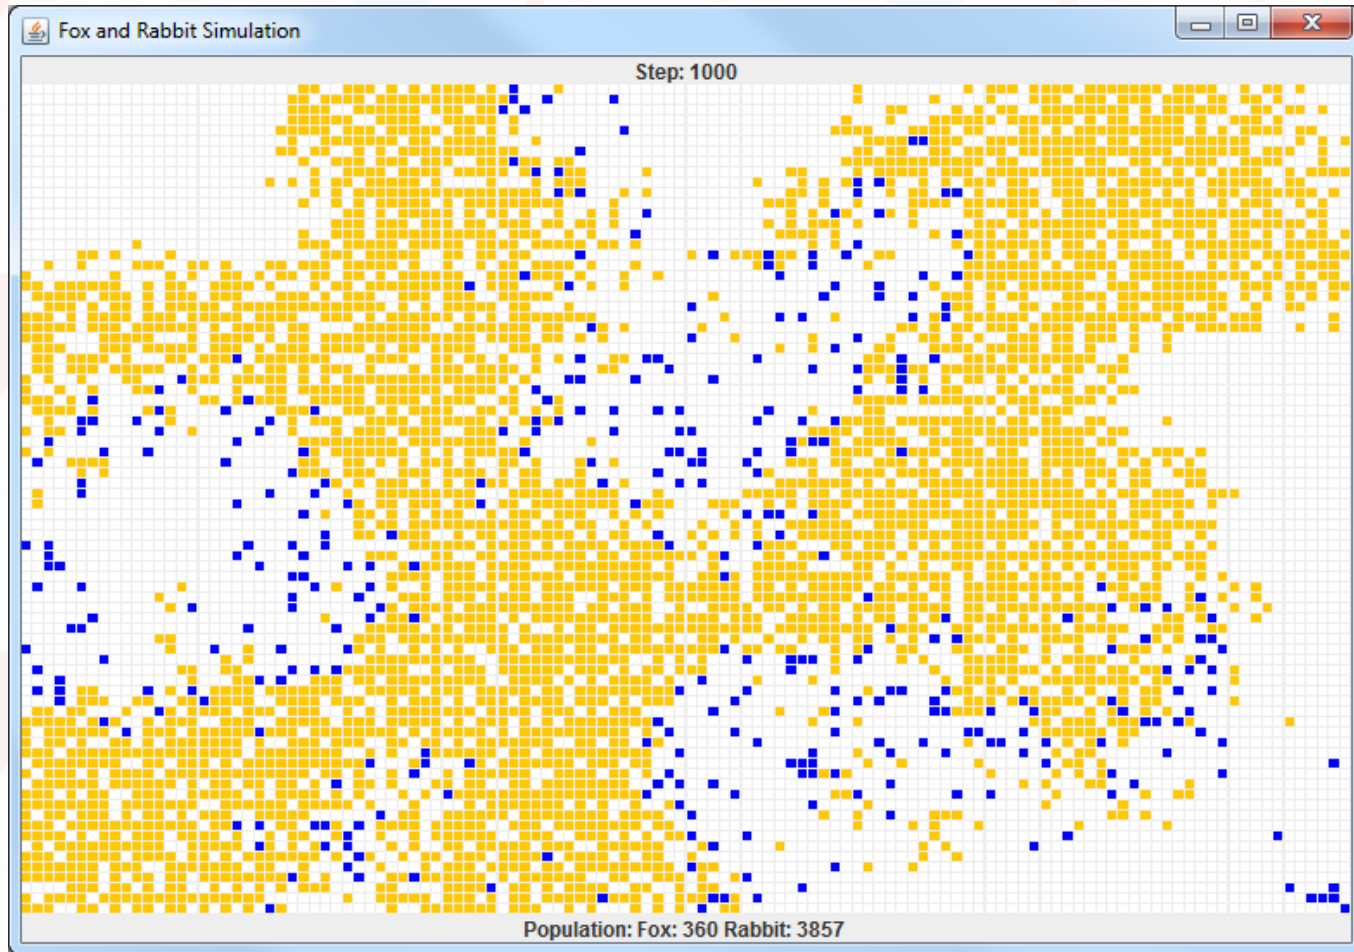 Fox and Rabbit Simulation
Step: 1000
Population: Fox: 360 Rabbit: 3857